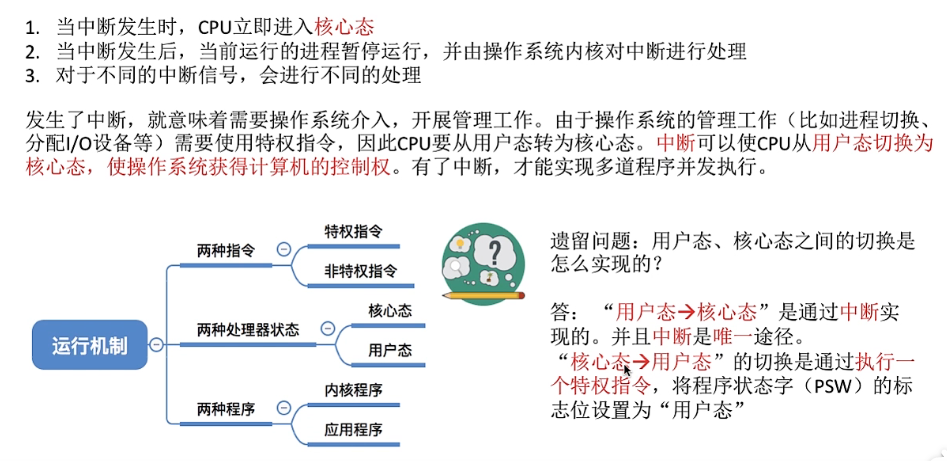 1. 当中断发生时，CPU立即进入核心态
2. 当中断发生后，当前运行的进程暂停运行，并由操作系统内核对中断进行处理
3. 对于不同的中断信号，会进行不同的处理
发生了中断，就意味着需要操作系统介入，开展管理工作。由于操作系统的管理工作（比如进程切换、
分配I/O设备等）需要使用特权指令，因此CPU要从用户态转为核心态。中断可以使CPU从用户态切换为
核心态，使操作系统获得计算机的控制权。有了中断，才能实现多道程序并发执行。
运行机制
两种指令
特权指令
非特权指令
两种处理器状态
核心态
用户态
两种程序
内核程序
应用程序
?
遗留问题：用户态、核心态之间的切换是
怎么实现的？
答：“用户态→核心态”是通过中断实
现的。并且中断是唯一途径。
“核心态→用户态”的切换是通过执行一
个特权指令，将程序状态字（PSW）的标
志位设置为“用户态”